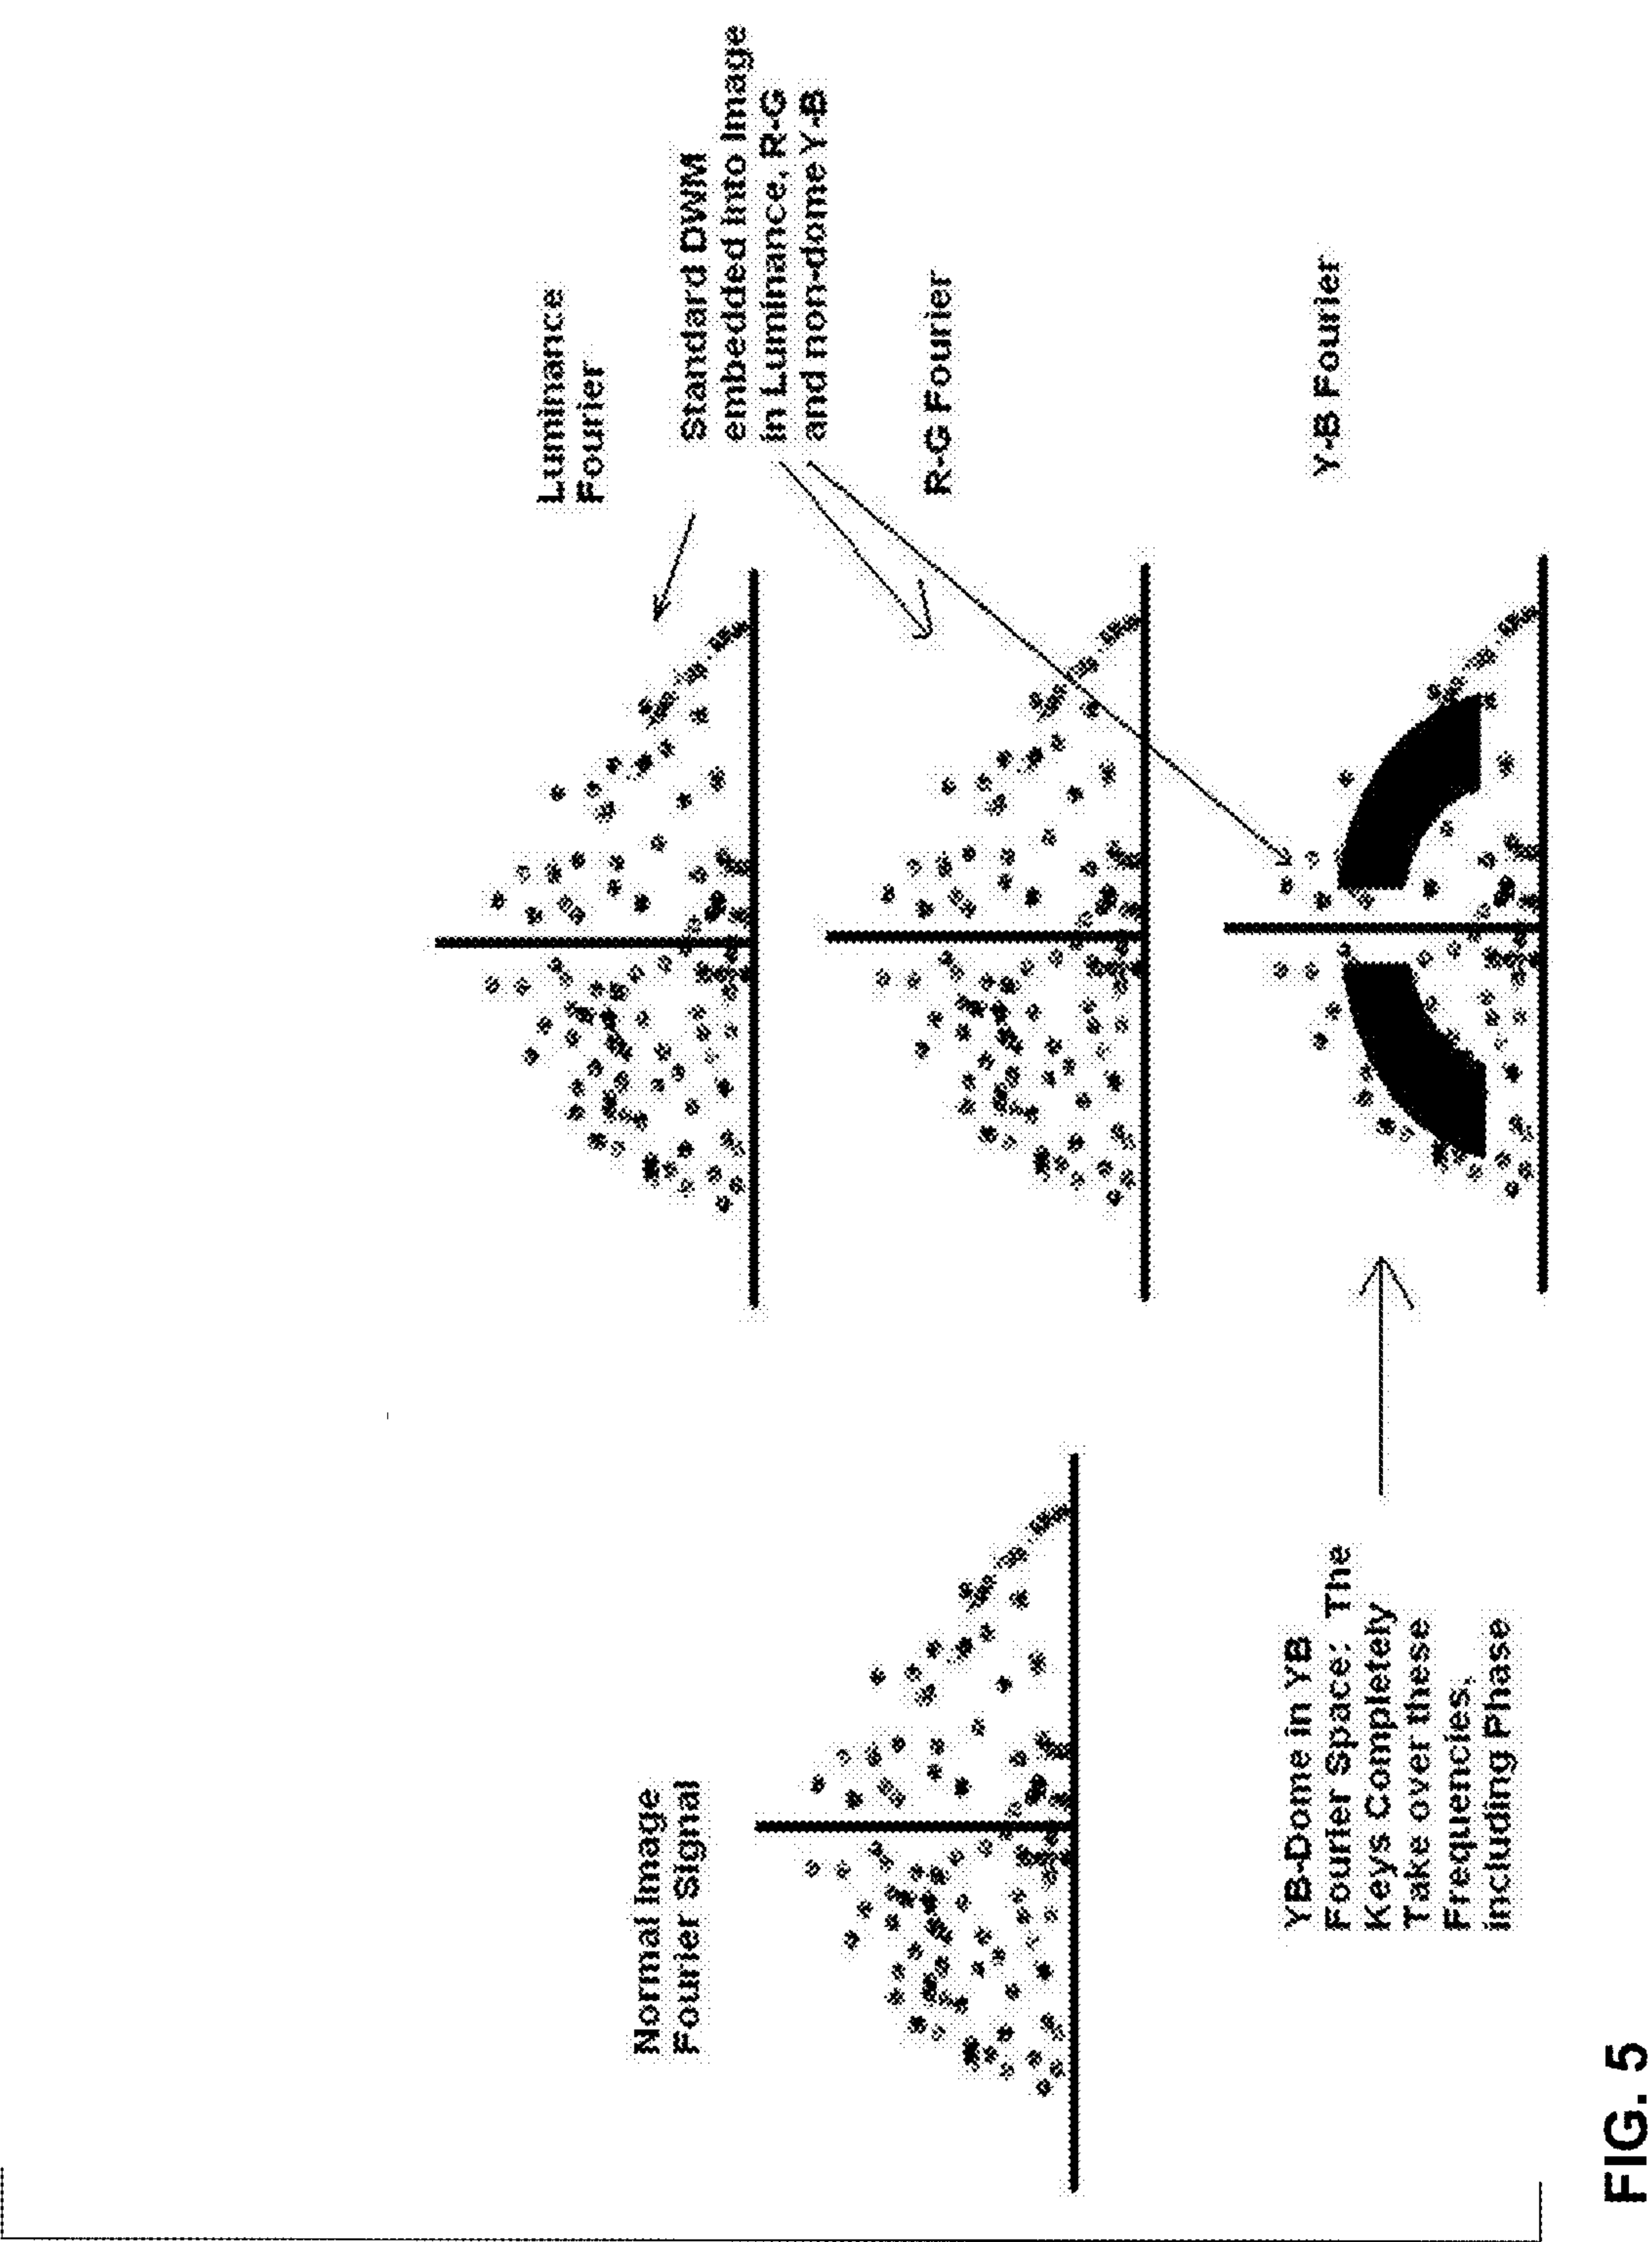 Normal Image
Fourier Signal
Luminance
Fourier
Standard DWM
embedded into Image
in Luminance, R-G
and non-dome Y-B
R-G Fourier
YB-Dome in YB
Fourier Space: The
Keys Completely
Take over these
Frequencies,
including Phase
Y-B Fourier
FIG. 5